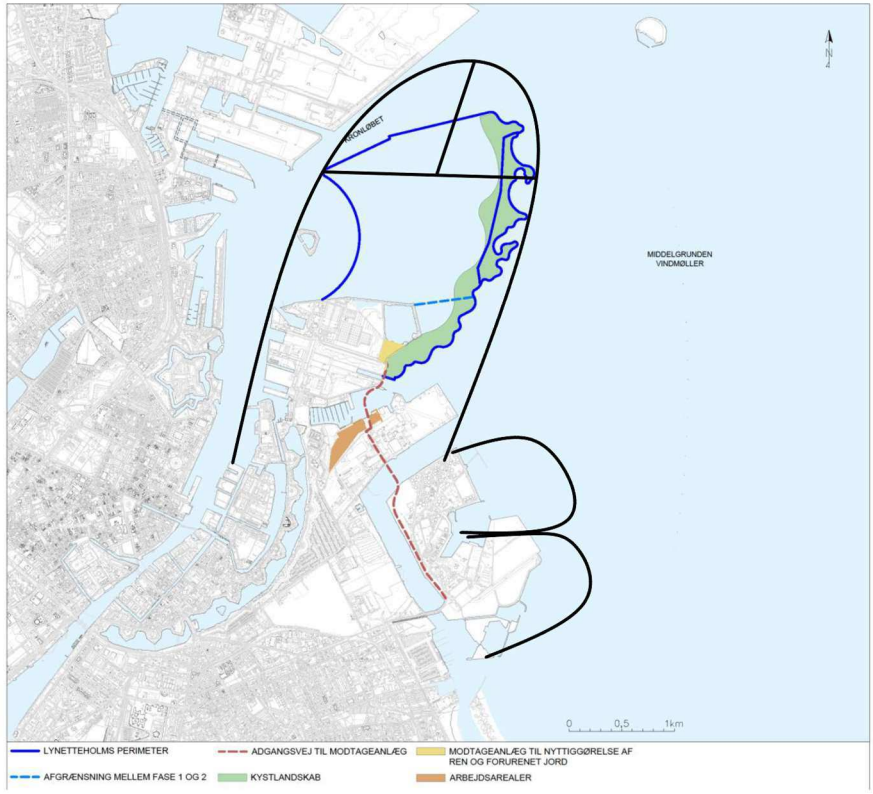 N
KRONLØBET
MIDDELGRUNDEN
VINDMØLLER
0 0,5 1km
LYNETTEHOLMS PERIMETER
ADGANGSVEJ TIL MODTAGEANLÆG
MODTAGEANLÆG TIL NYTTIGGØRELSE AF
REN OG FORURENET JORD
AFGRÆNSNING MELLEM FASE 1 OG 2
KYSTLANDSKAB
ARBEJDSAREALER